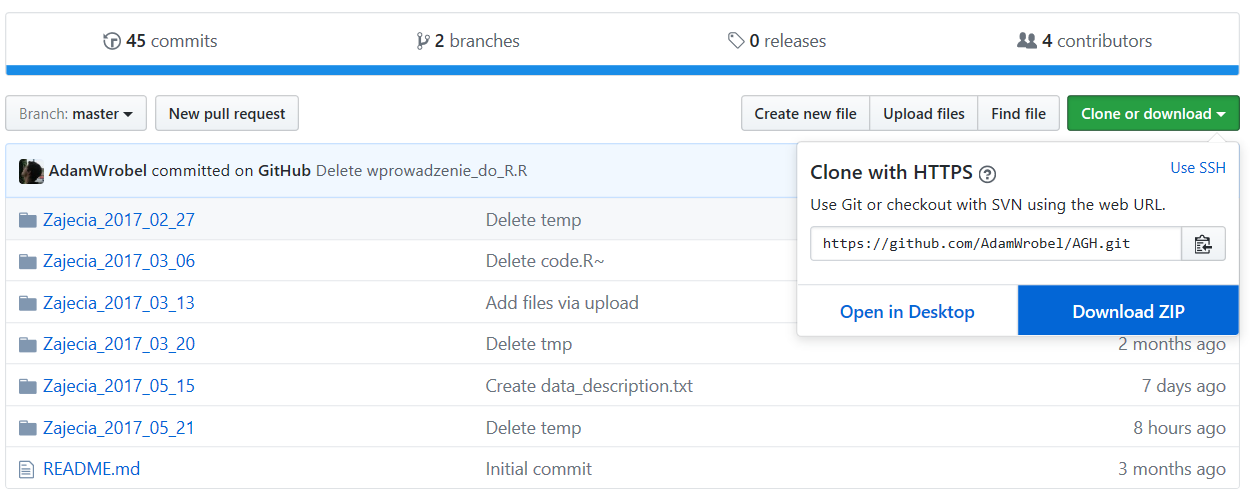 45 commits 2 branches 0 releases 4 contributors
Branch: master New pull request Create new file Upload files Find file Clone or download
AdamWrobel committed on GitHub Delete wprowadzenie_do_R.R
Clone with HTTPS ? Use SSH
Use Git or checkout with SVN using the web URL.
https://github.com/AdamWrobel/AGH.git
Open in Desktop Download ZIP
Zajecia_2017_02_27 Delete temp
Zajecia_2017_03_06 Delete code.R~
Zajecia_2017_03_13 Add files via upload
Zajecia_2017_03_20 Delete tmp 2 months ago
Zajecia_2017_05_15 Create data_description.txt 7 days ago
Zajecia_2017_05_21 Delete temp 8 hours ago
README.md Initial commit 3 months ago